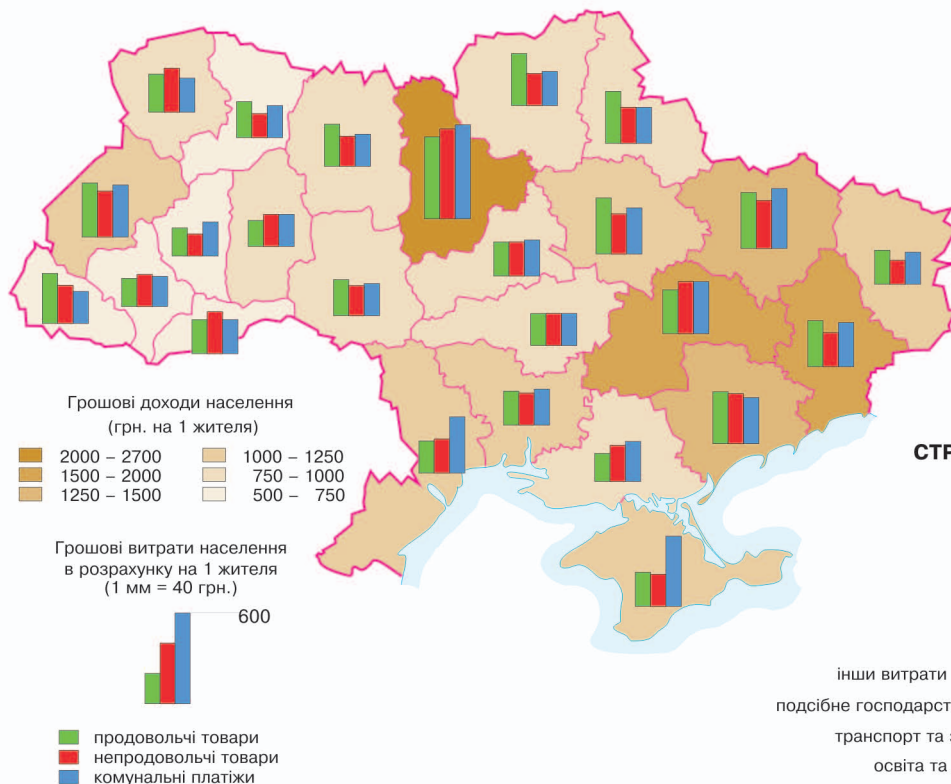 Грошові доходи населення
(грн. на 1 жителя)
2000 – 2700
1500 – 2000
1250 – 1500
1000 – 1250
750 – 1000
500 – 750
Грошові витрати населення
в розрахунку на 1 жителя
(1 мм = 40 грн.)
600
продовольчі товари
непродовольчі товари
комунальні платіжи
СТР
інши витрати
подсібне господарст
транспорт та
освіта та